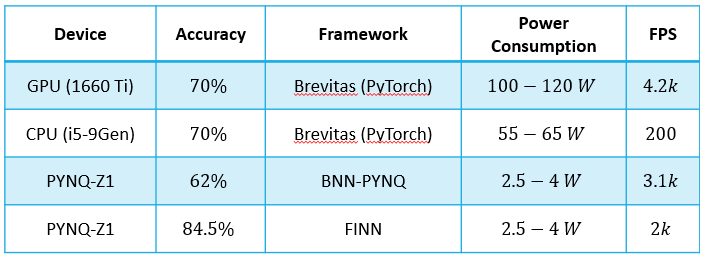 Device Accuracy Framework Power Consumption FPS
GPU (1660 Ti) 70% Brevitas (PyTorch) 100 – 120 W 4.2k
CPU (i5-9Gen) 70% Brevitas (PyTorch) 55 – 65 W 200
PYNQ-Z1 62% BNN-PYNQ 2.5 – 4 W 3.1k
PYNQ-Z1 84.5% FINN 2.5 – 4 W 2k